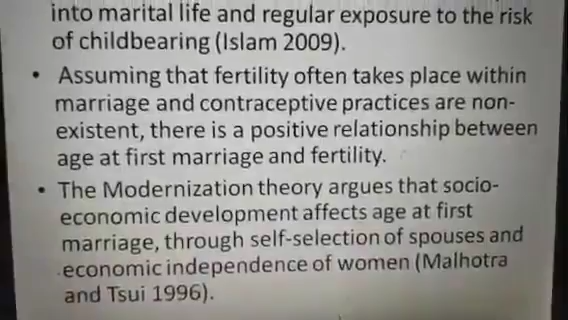 into marital life and regular exposure to the risk
of childbearing (Islam 2009).
• Assuming that fertility often takes place within
marriage and contraceptive practices are non-
existent, there is a positive relationship between
age at first marriage and fertility.
• The Modernization theory argues that socio-
economic development affects age at first
marriage, through self-selection of spouses and
economic independence of women (Malhotra
and Tsui 1996).